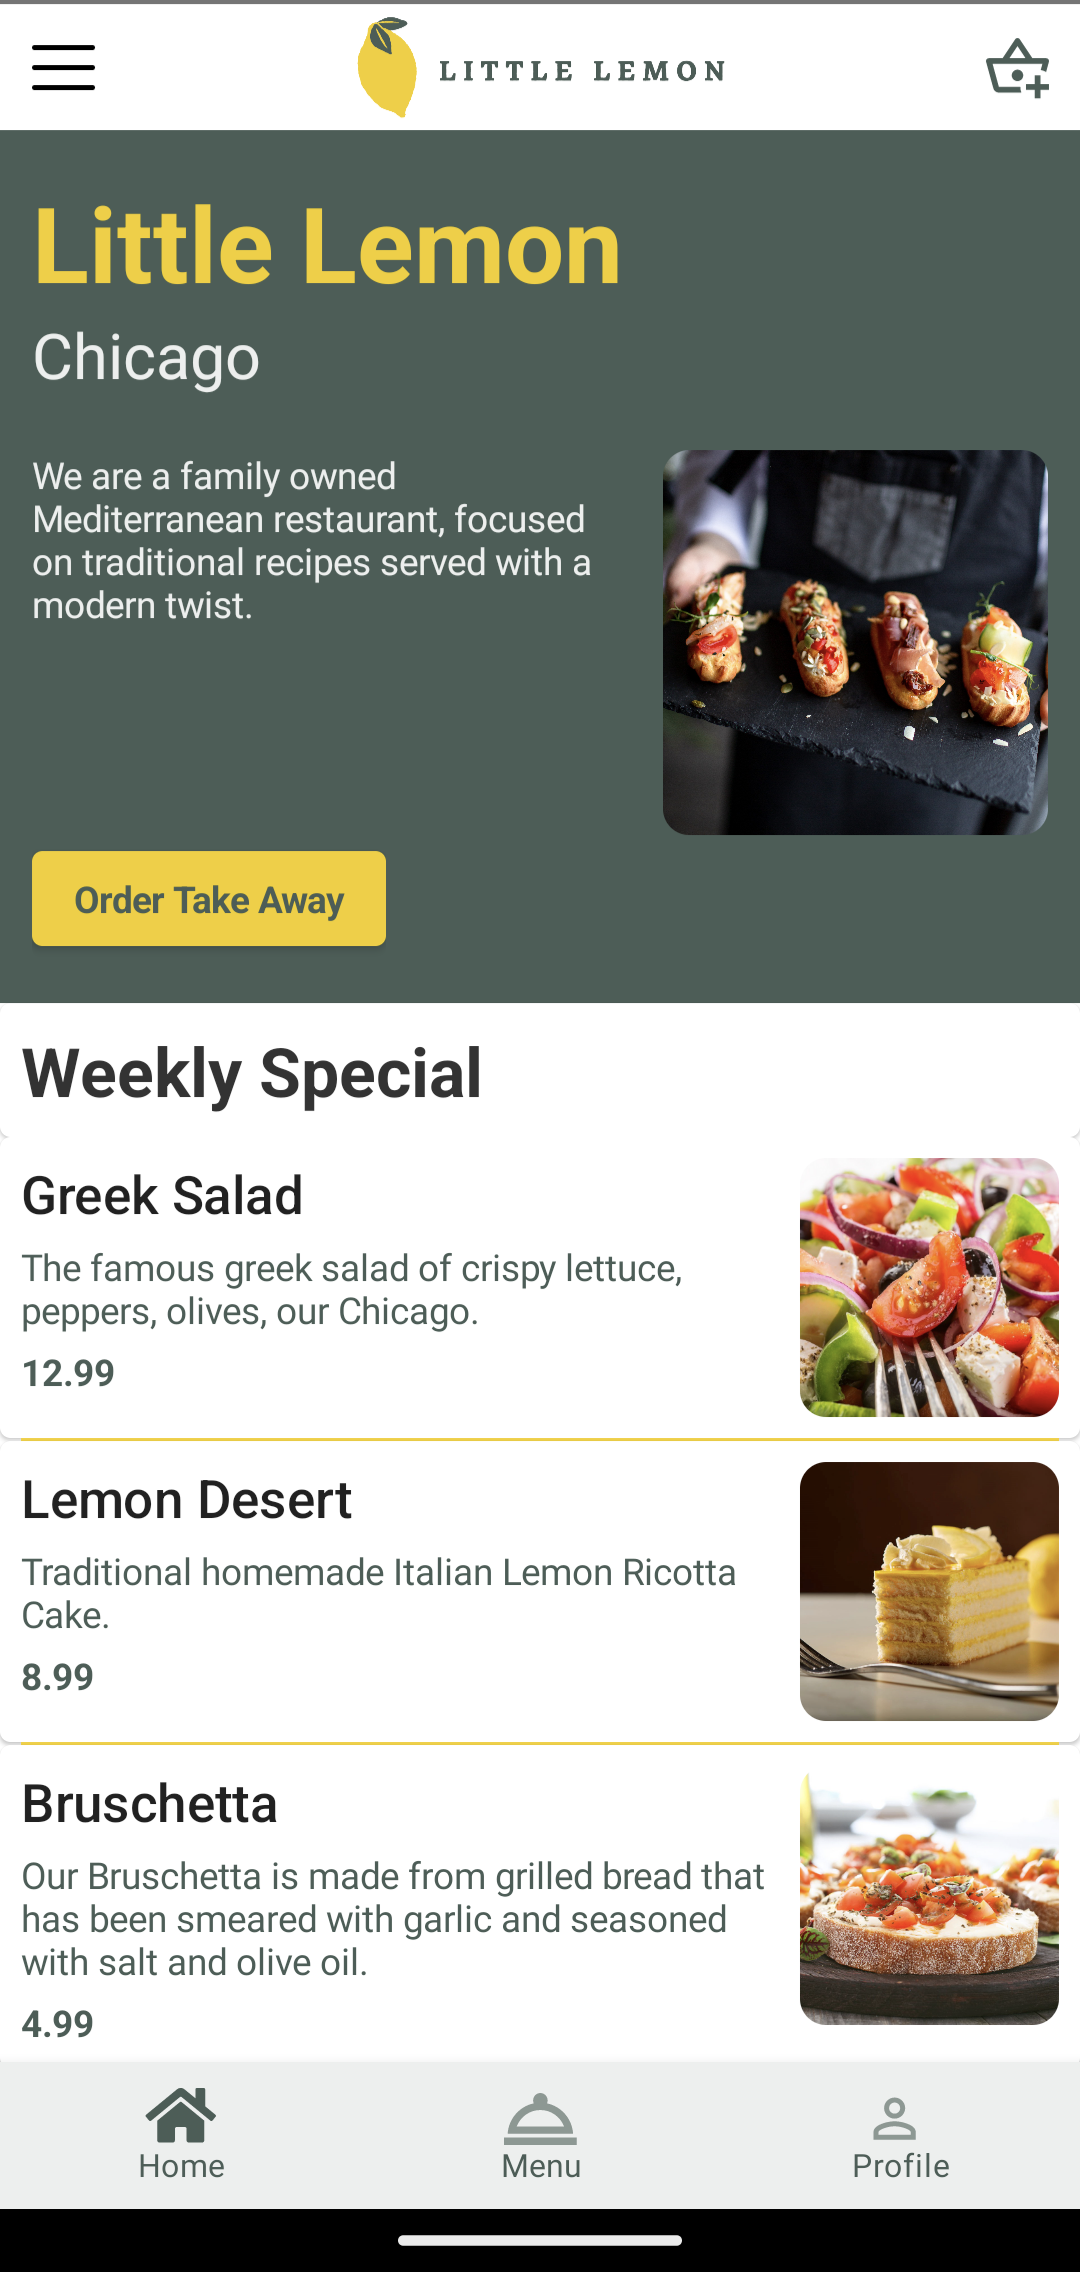 LITTLE LEMON
Little Lemon
Chicago
We are a family owned
Mediterranean restaurant, focused
on traditional recipes served with a
modern twist.
Order Take Away
Weekly Special
Greek Salad
The famous greek salad of crispy lettuce,
peppers, olives, our Chicago.
12.99
Lemon Desert
Traditional homemade Italian Lemon Ricotta
Cake.
8.99
Bruschetta
Our Bruschetta is made from grilled bread that
has been smeared with garlic and seasoned
with salt and olive oil.
4.99
Home
Menu
Profile